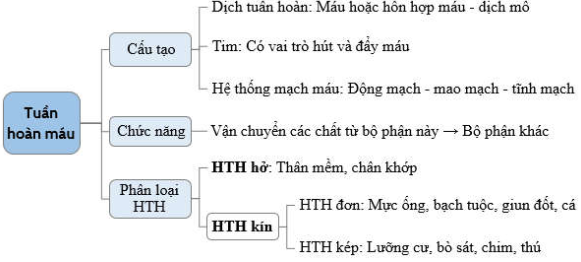 Tuần
hoàn máu
Cấu tạo
Dịch tuần hoàn: Máu hoặc hỗn hợp máu - dịch mô
Tim: Có vai trò hút và đẩy máu
Hệ thống mạch máu: Động mạch - mao mạch - tĩnh mạch
Chức năng
Vận chuyển các chất từ bộ phận này → Bộ phận khác
Phân loại
HTH
HTH hở: Thân mềm, chân khớp
HTH kín
HTH đơn: Mực ống, bạch tuộc, giun đốt, cá
HTH kép: Lưỡng cư, bò sát, chim, thú